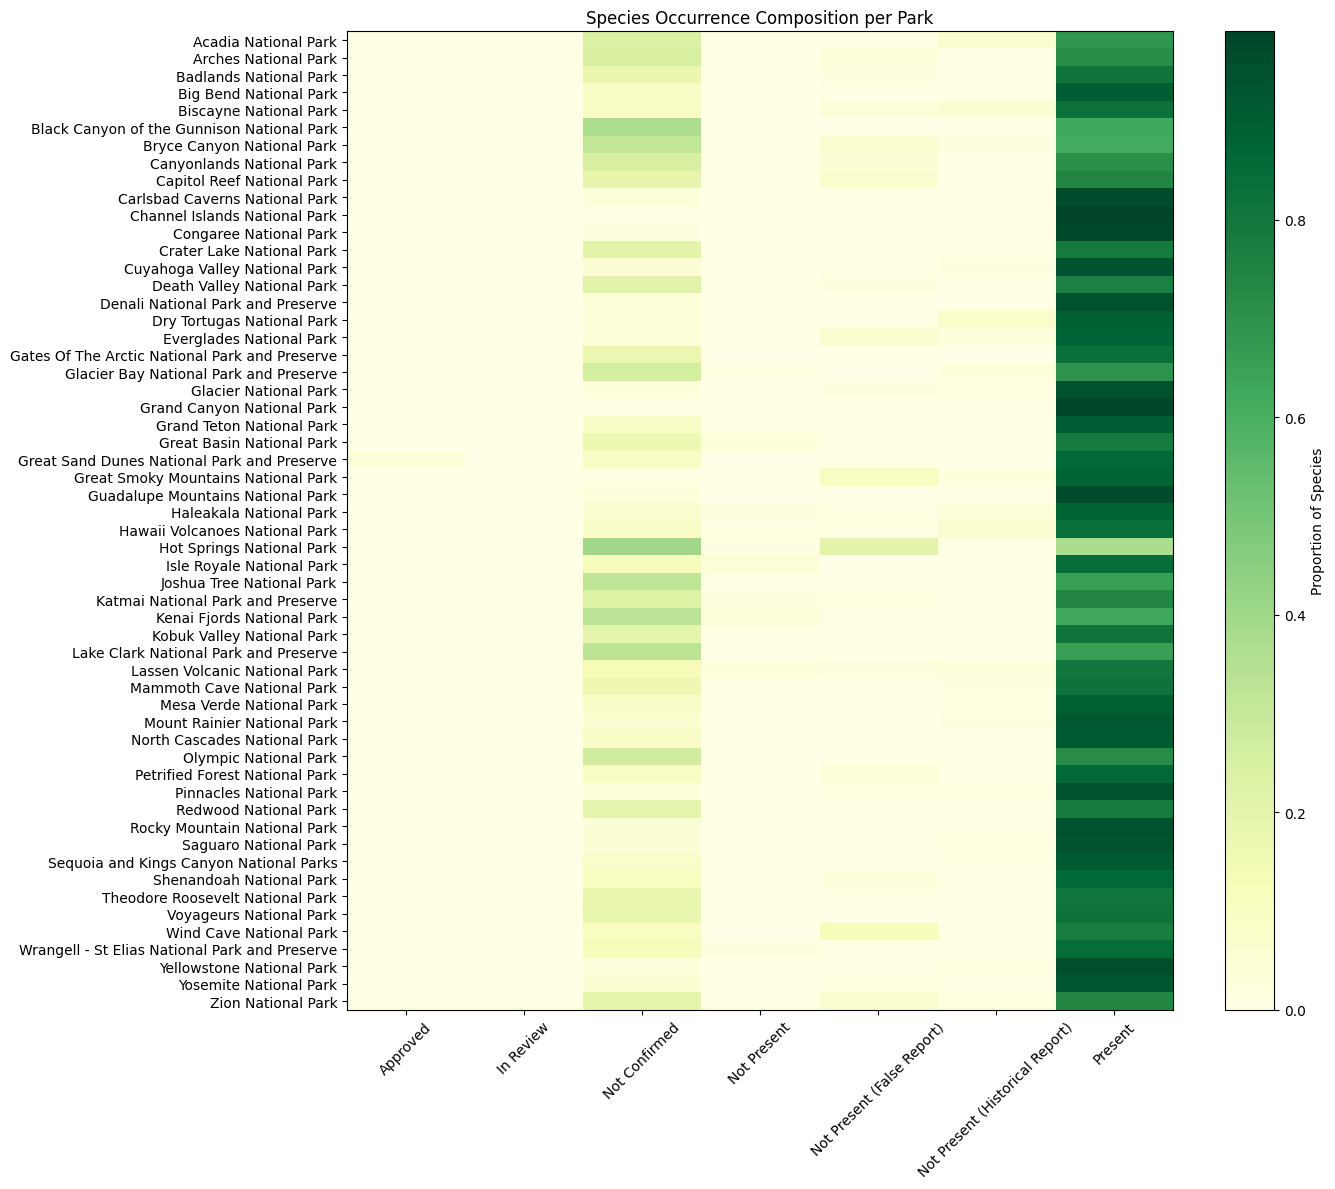 Species Occurrence Composition per Park
Acadia National Park
Arches National Park
Badlands National Park
Big Bend National Park
Biscayne National Park
Black Canyon of the Gunnison National Park
Bryce Canyon National Park
Canyonlands National Park
Capitol Reef National Park
Carlsbad Caverns National Park
Channel Islands National Park
Congaree National Park
Crater Lake National Park
Cuyahoga Valley National Park
Death Valley National Park
Denali National Park and Preserve
Dry Tortugas National Park
Everglades National Park
Gates Of The Arctic National Park and Preserve
Glacier Bay National Park and Preserve
Glacier National Park
Grand Canyon National Park
Grand Teton National Park
Great Basin National Park
Great Sand Dunes National Park and Preserve
Great Smoky Mountains National Park
Guadalupe Mountains National Park
Haleakala National Park
Hawaii Volcanoes National Park
Hot Springs National Park
Isle Royale National Park
Joshua Tree National Park
Katmai National Park and Preserve
Kenai Fjords National Park
Kobuk Valley National Park
Lake Clark National Park and Preserve
Lassen Volcanic National Park
Mammoth Cave National Park
Mesa Verde National Park
Mount Rainier National Park
North Cascades National Park
Olympic National Park
Petrified Forest National Park
Pinnacles National Park
Redwood National Park
Rocky Mountain National Park
Saguaro National Park
Sequoia and Kings Canyon National Parks
Shenandoah National Park
Theodore Roosevelt National Park
Voyageurs National Park
Wind Cave National Park
Wrangell - St Elias National Park and Preserve
Yellowstone National Park
Yosemite National Park
Zion National Park
Approved
In Review
Not Confirmed
Not Present
Not Present (False Report)
Not Present (Historical Report)
Present
0.8
0.6
0.4
0.2
0.0
Proportion of Species